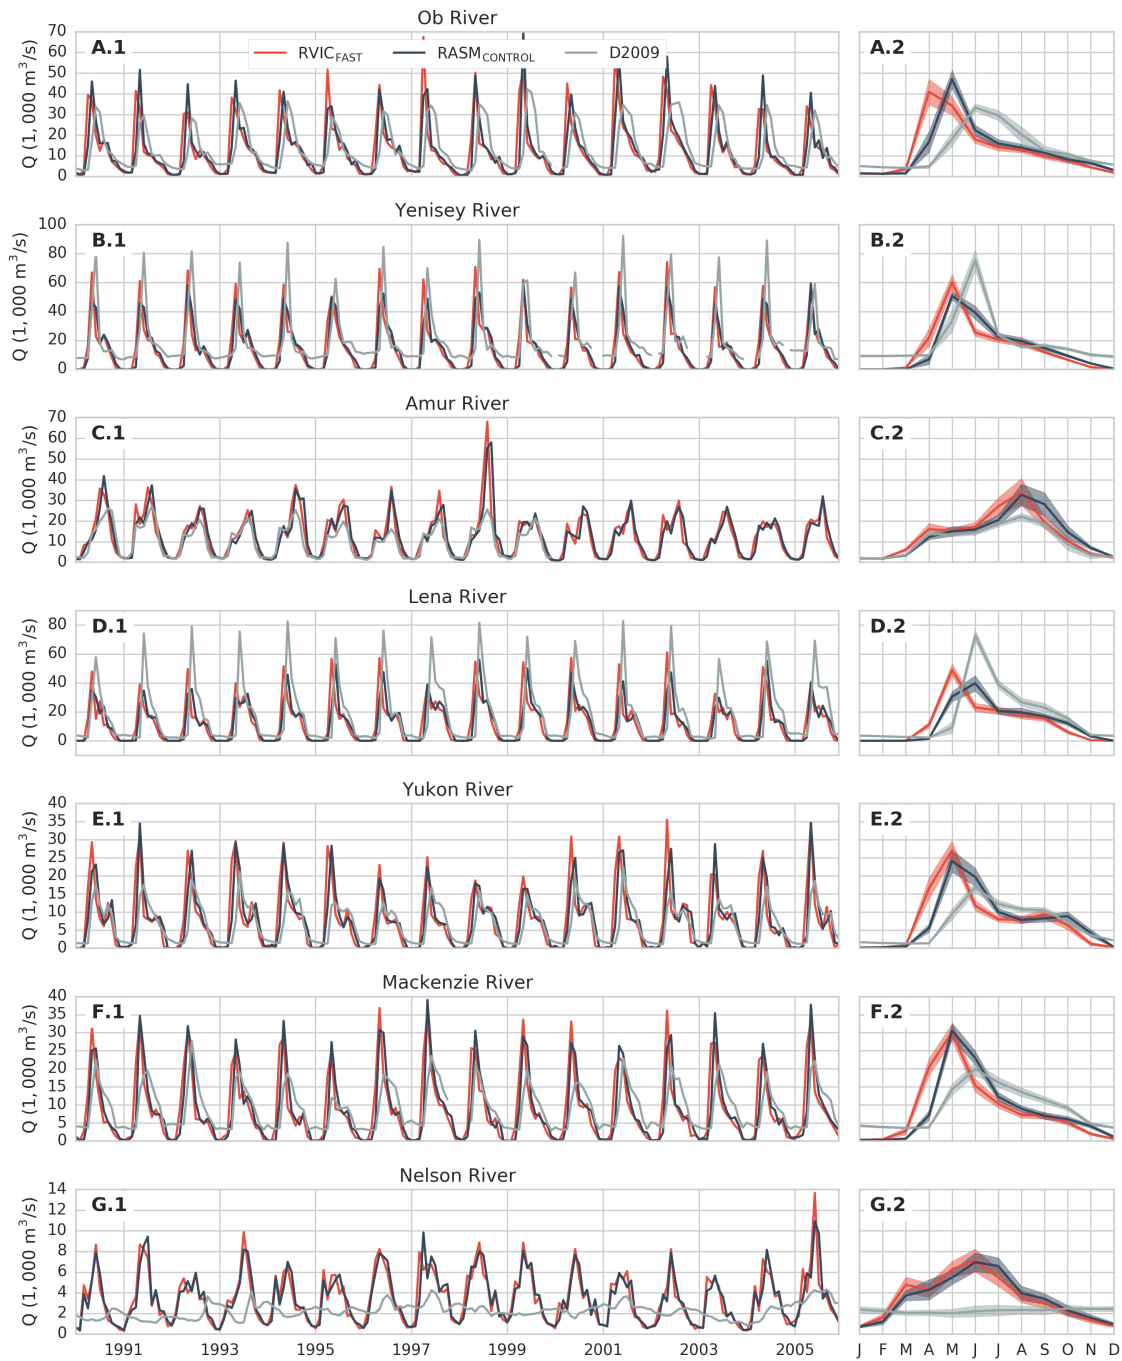 Ob River
Q (1, 000 m³/s)
70
60
50
40
30
20
10
0
A.1
RVIC_FAST
RASM_CONTROL
D2009
A.2
Yenisey River
Q (1, 000 m³/s)
100
80
60
40
20
0
B.1
B.2
Amur River
Q (1, 000 m³/s)
70
60
50
40
30
20
10
0
C.1
C.2
Lena River
Q (1, 000 m³/s)
80
60
40
20
0
D.1
D.2
Yukon River
Q (1, 000 m³/s)
40
35
30
25
20
15
10
5
0
E.1
E.2
Mackenzie River
Q (1, 000 m³/s)
40
35
30
25
20
15
10
5
0
F.1
F.2
Nelson River
Q (1, 000 m³/s)
14
12
10
8
6
4
2
0
G.1
G.2
1991 1993 1995 1997 1999 2001 2003 2005
J F M A M J J A S O N D